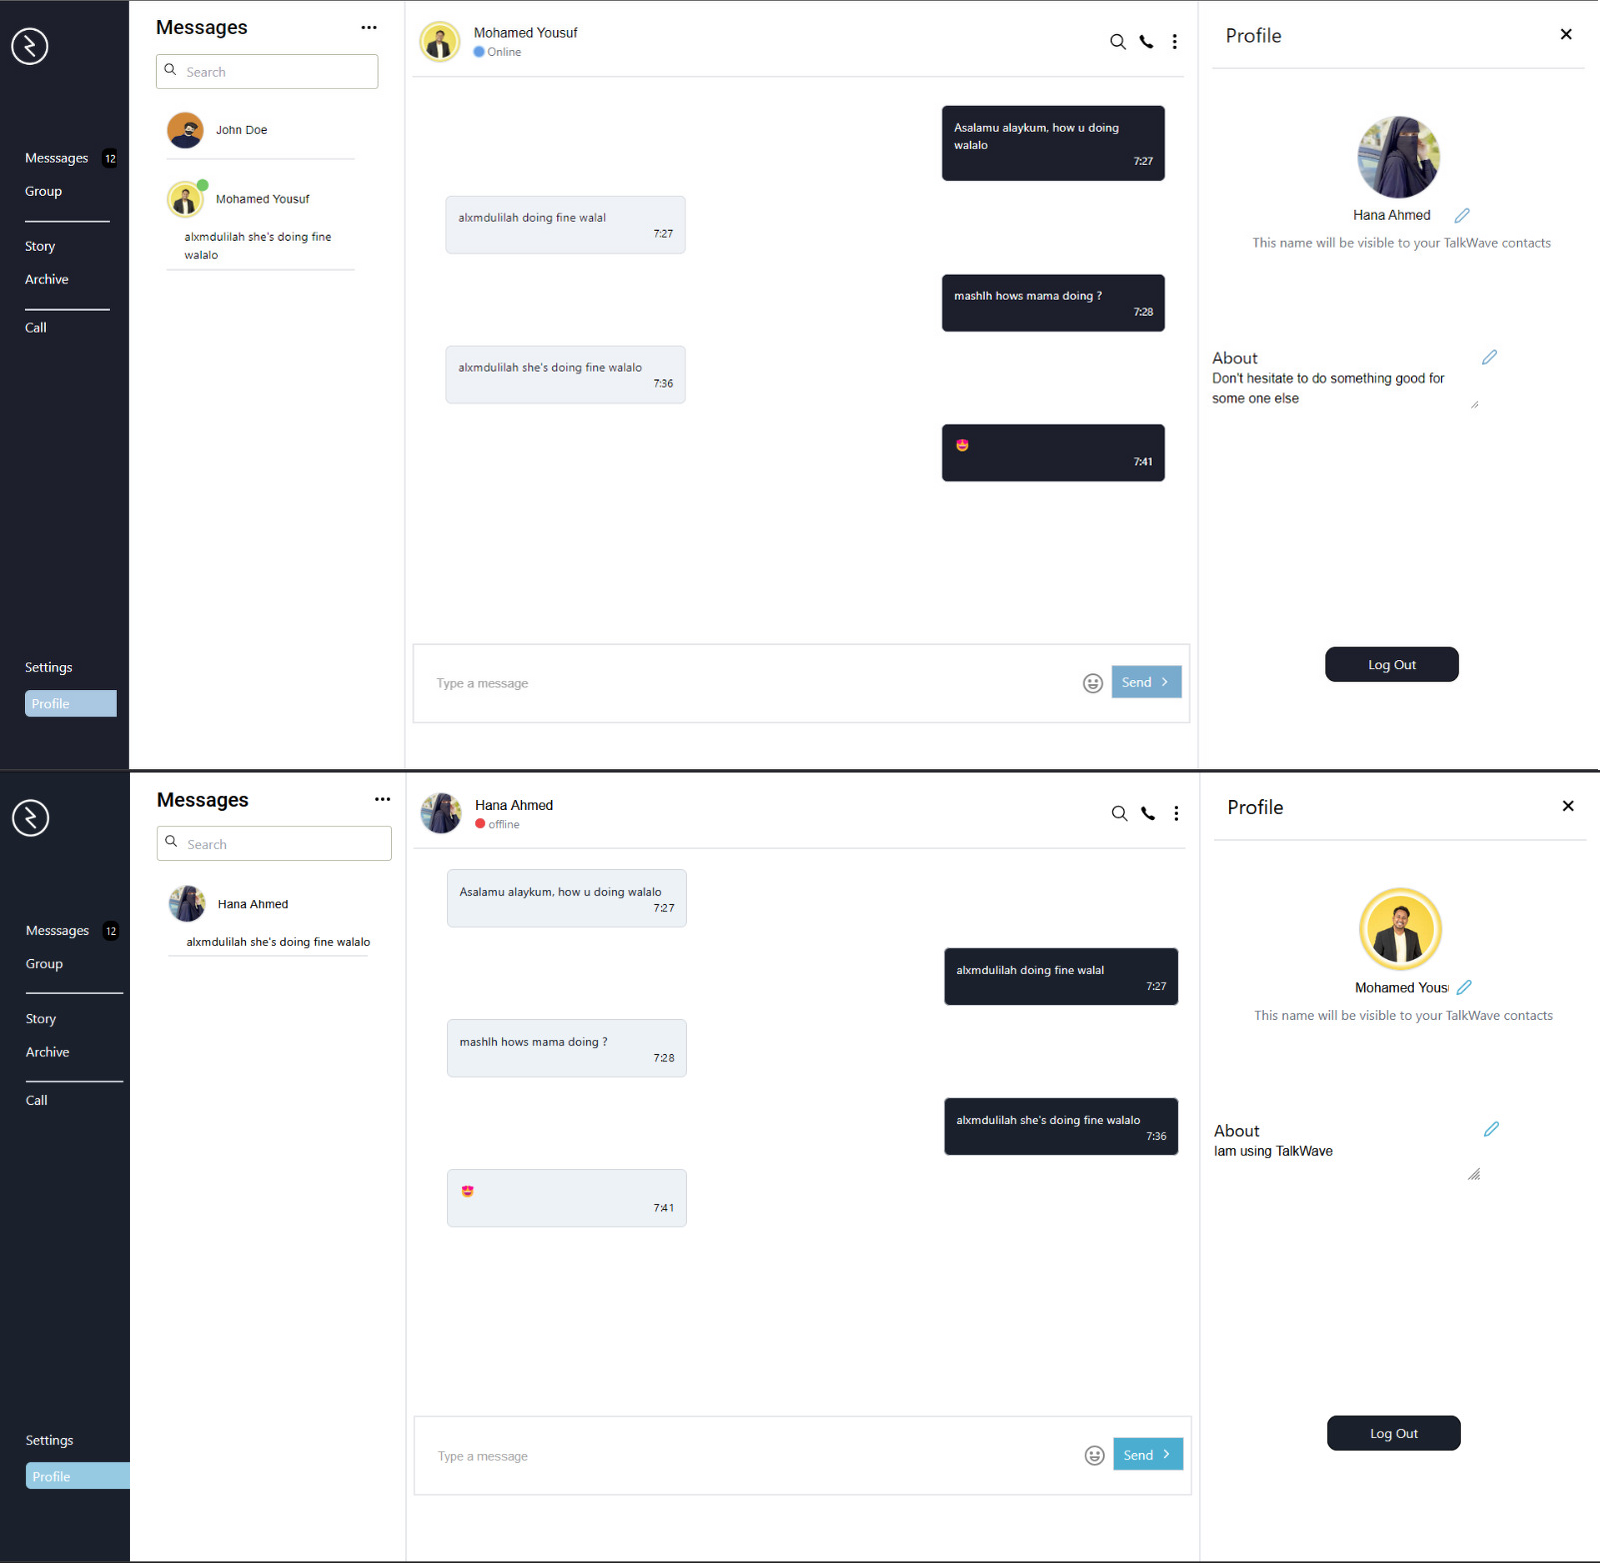 Messsages 12
Group
Story
Archive
Call
Settings
Profile
Messages
Search
John Doe
Mohamed Yousuf
alxmdulilah she's doing fine
walalo
Mohamed Yousuf
Online
Asalamu alaykum, how u doing
walalo
7:27
alxmdulilah doing fine walal
7:27
mashlh hows mama doing ?
7:28
alxmdulilah she's doing fine walalo
7:36
😍
7:41
Type a message
Send
Profile
Hana Ahmed
This name will be visible to your TalkWave contacts
About
Don't hesitate to do something good for
some one else
Log Out
Messsages 12
Group
Story
Archive
Call
Settings
Profile
Messages
Search
Hana Ahmed
alxmdulilah she's doing fine walalo
Hana Ahmed
offline
Asalamu alaykum, how u doing walalo
7:27
alxmdulilah doing fine walal
7:27
mashlh hows mama doing ?
7:28
alxmdulilah she's doing fine walalo
7:36
😍
7:41
Type a message
Send
Profile
Mohamed Yous
This name will be visible to your TalkWave contacts
About
Iam using TalkWave
Log Out